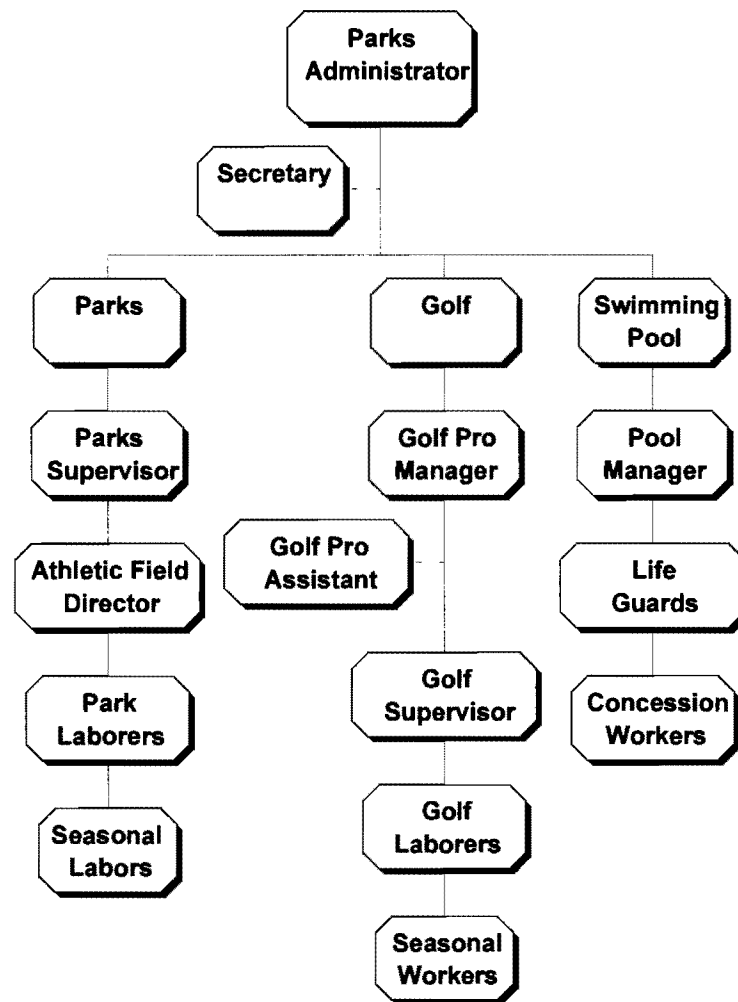 Parks
Administrator
Secretary
Parks
Golf
Swimming
Pool
Parks
Supervisor
Golf Pro
Manager
Pool
Manager
Athletic Field
Director
Golf Pro
Assistant
Life
Guards
Park
Laborers
Golf
Supervisor
Concession
Workers
Seasonal
Labors
Golf
Laborers
Seasonal
Workers